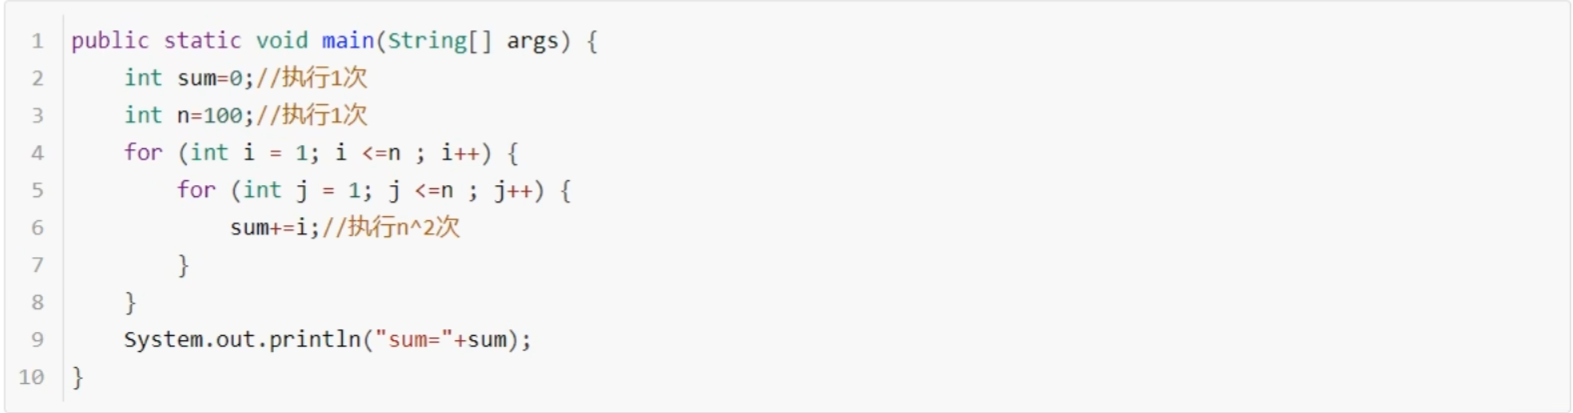 1 public static void main(String[] args) {
2     int sum=0;//执行1次
3     int n=100;//执行1次
4     for (int i = 1; i <=n ; i++) {
5         for (int j = 1; j <=n ; j++) {
6             sum+=i;//执行n^2次
7         }
8     }
9     System.out.println("sum="+sum);
10 }